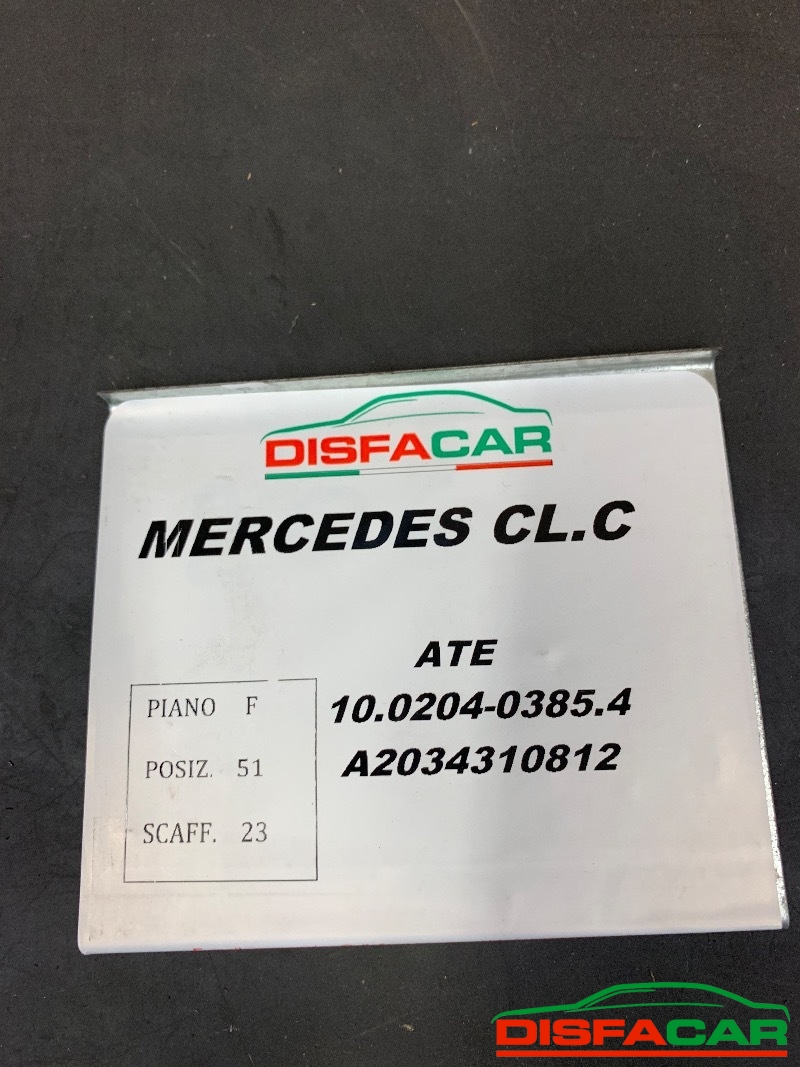 DISFACAR
MERCEDES CL.C
ATE
10.0204-0385.4
A2034310812
PIANO F
POSIZ. 51
SCAFF. 23
DISFACAR